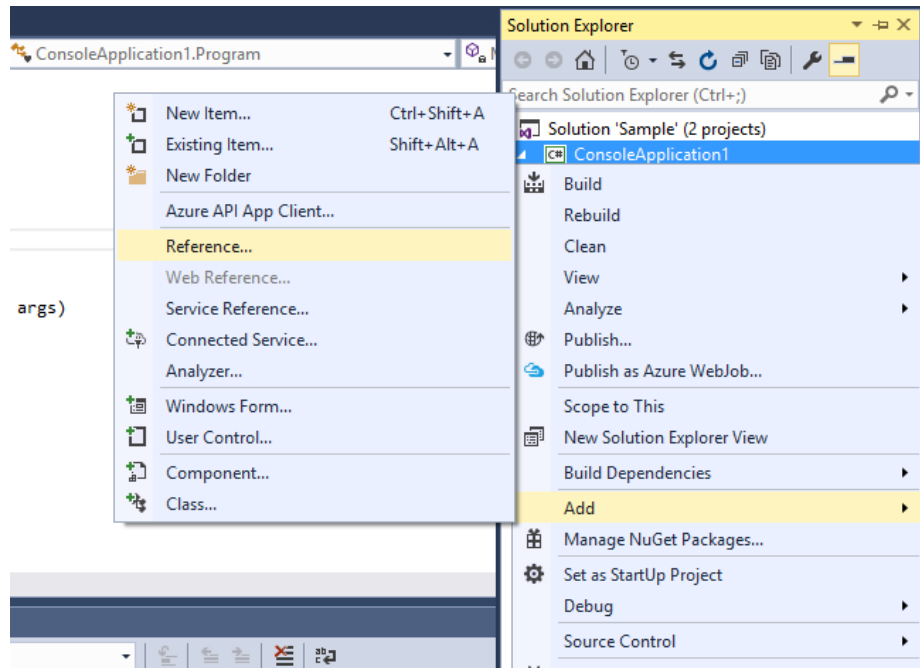 Solution Explorer
ConsoleApplication1.Program
Search Solution Explorer (Ctrl+;)
Solution 'Sample' (2 projects)
C# ConsoleApplication1
New Item... Ctrl+Shift+A
Existing Item... Shift+Alt+A
New Folder
Azure API App Client...
Reference...
Web Reference...
Service Reference...
Connected Service...
Analyzer...
Windows Form...
User Control...
Component...
Class...
args)
Build
Rebuild
Clean
View
Analyze
Publish...
Publish as Azure WebJob...
Scope to This
New Solution Explorer View
Build Dependencies
Add
Manage NuGet Packages...
Set as StartUp Project
Debug
Source Control